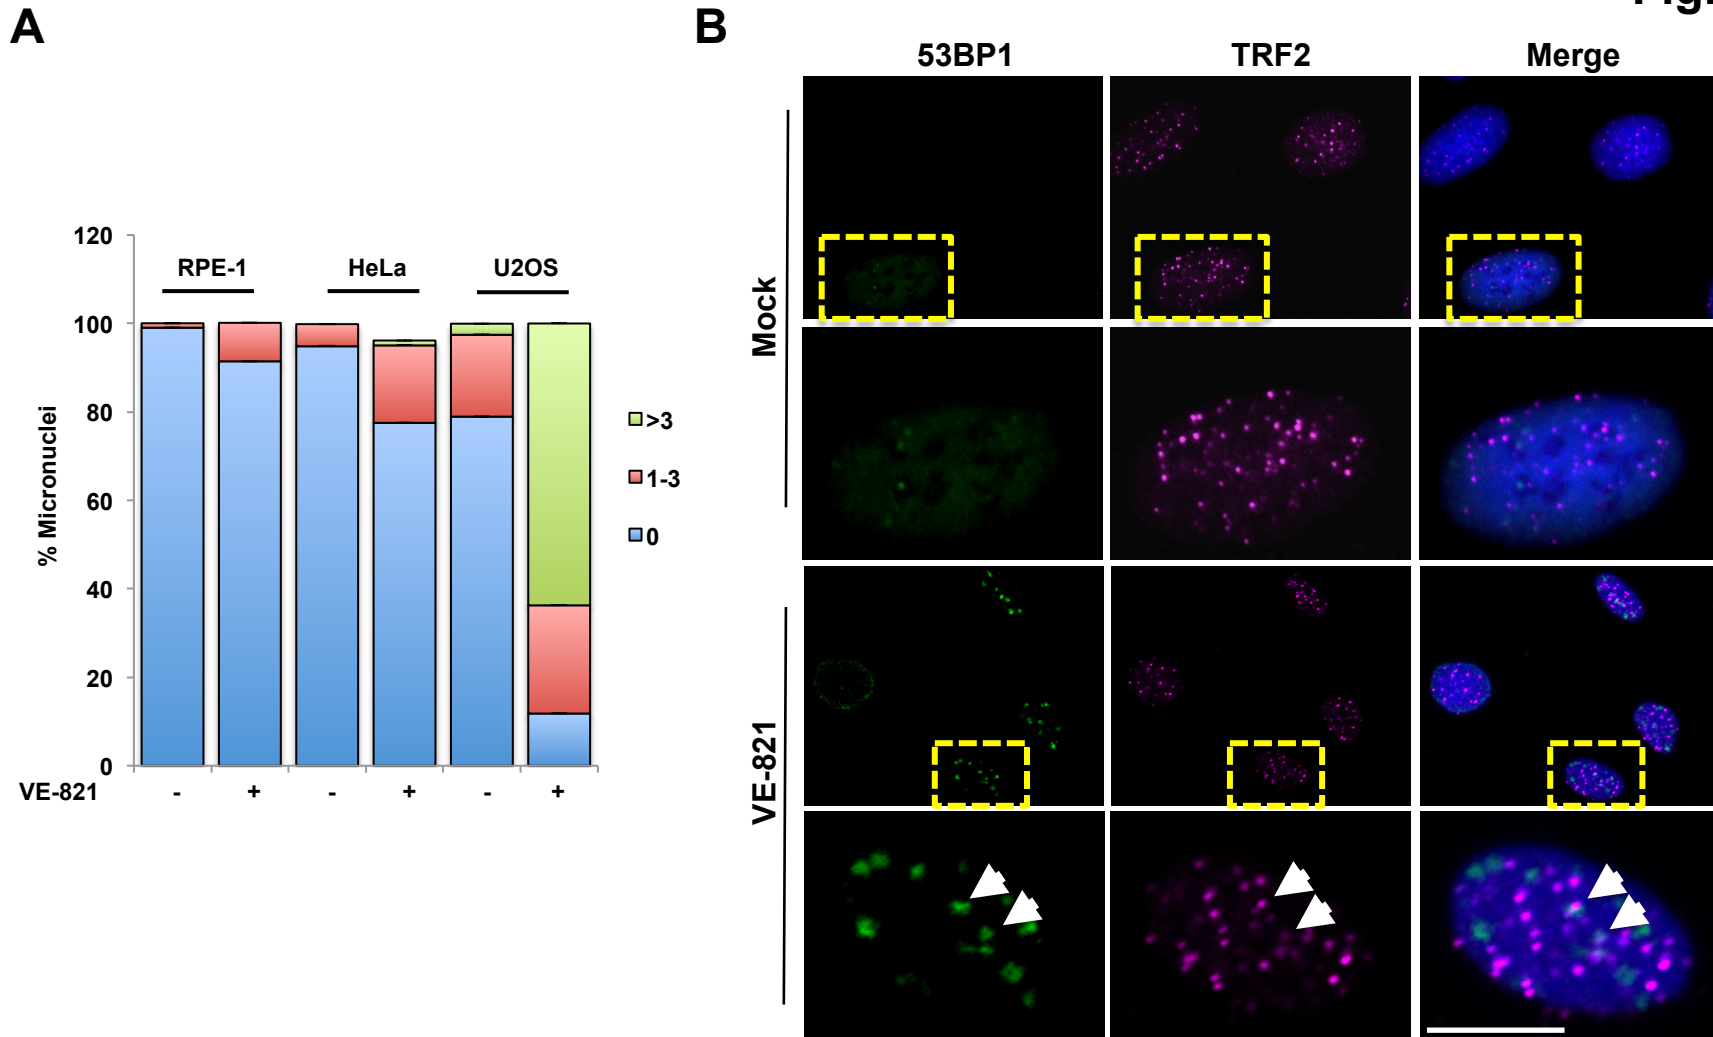 A
120
100
80
60
40
20
0
% Micronuclei
RPE-1
HeLa
U2OS
>3
1-3
0
VE-821 - + - + - +
B
53BP1 TRF2 Merge
Mock
VE-821